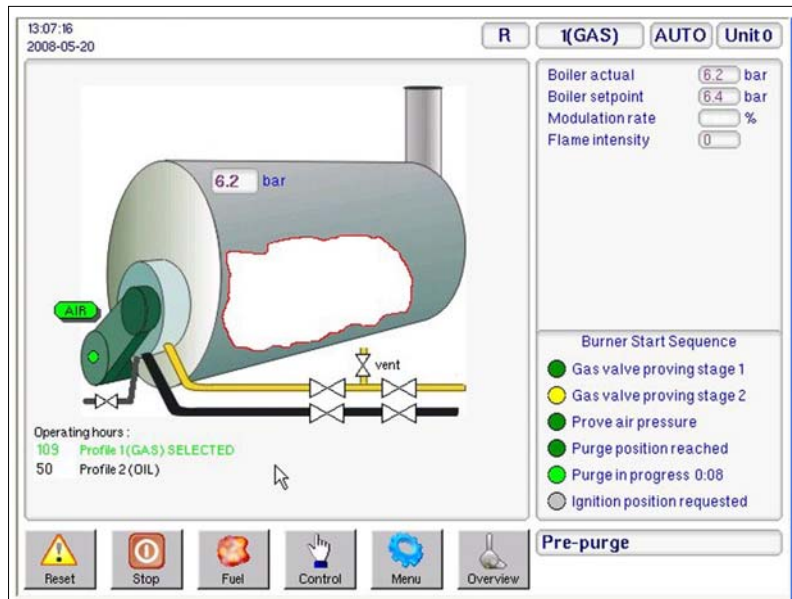 13:07:16
2008-05-20
R
1(GAS)
AUTO
Unit 0
6.2 bar
AIR
vent
Operating hours :
109 Profile 1(GAS) SELECTED
50 Profile 2 (OIL)
Boiler actual 6.2 bar
Boiler setpoint 6.4 bar
Modulation rate %
Flame intensity 0
Burner Start Sequence
Gas valve proving stage 1
Gas valve proving stage 2
Prove air pressure
Purge position reached
Purge in progress 0:08
Ignition position requested
Reset
Stop
Fuel
Control
Menu
Overview
Pre-purge